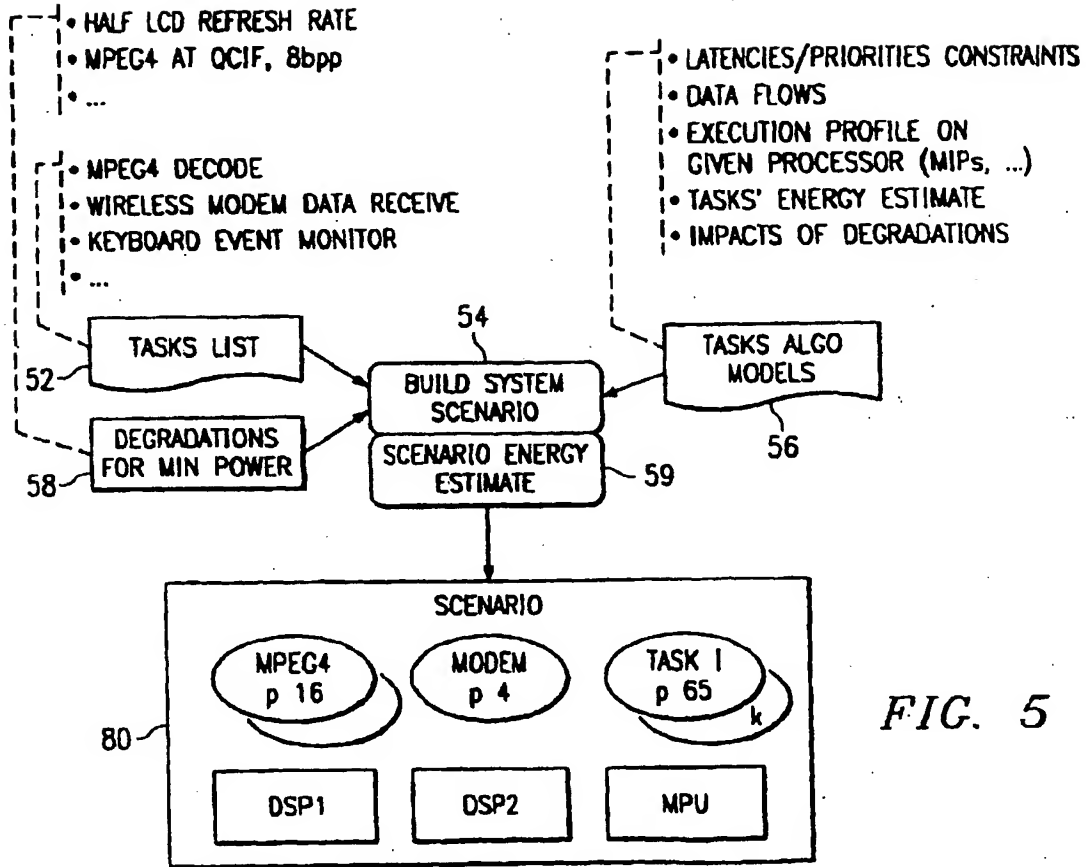 • HALF LCD REFRESH RATE
• MPEG4 AT QCIF, 8bpp
• ...
• MPEG4 DECODE
• WIRELESS MODEM DATA RECEIVE
• KEYBOARD EVENT MONITOR
• ...
• LATENCIES/PRIORITIES CONSTRAINTS
• DATA FLOWS
• EXECUTION PROFILE ON
GIVEN PROCESSOR (MIPs, ...)
• TASKS' ENERGY ESTIMATE
• IMPACTS OF DEGRADATIONS
TASKS LIST
52
DEGRADATIONS
FOR MIN POWER
58
54
BUILD SYSTEM
SCENARIO
SCENARIO ENERGY
ESTIMATE
59
TASKS ALGO
MODELS
56
SCENARIO
MPEG4
p 16
MODEM
p 4
TASK I
p 65
k
80
DSP1
DSP2
MPU
FIG. 5